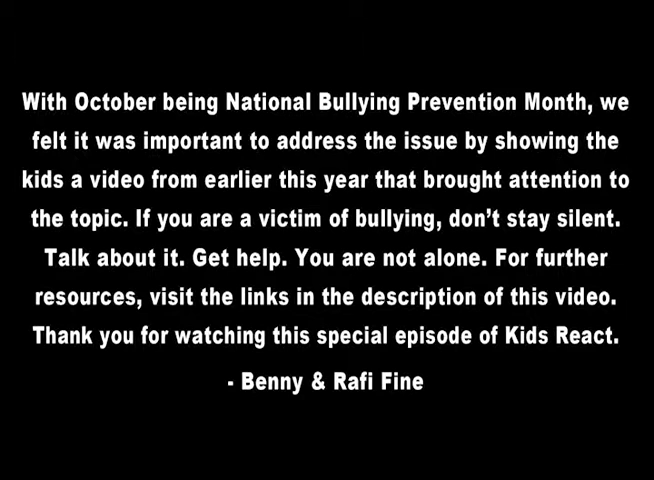 With October being National Bullying Prevention Month, we
felt it was important to address the issue by showing the
kids a video from earlier this year that brought attention to
the topic. If you are a victim of bullying, don't stay silent.
Talk about it. Get help. You are not alone. For further
resources, visit the links in the description of this video.
Thank you for watching this special episode of Kids React.
- Benny & Rafi Fine